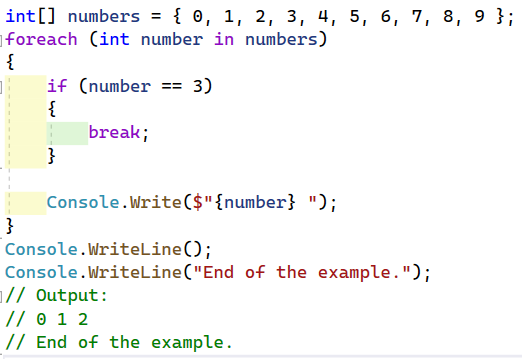 int[] numbers = { 0, 1, 2, 3, 4, 5, 6, 7, 8, 9 };
foreach (int number in numbers)
{
    if (number == 3)
    {
        break;
    }

    Console.Write($"{number} ");
}
Console.WriteLine();
Console.WriteLine("End of the example.");
// Output:
// 0 1 2
// End of the example.